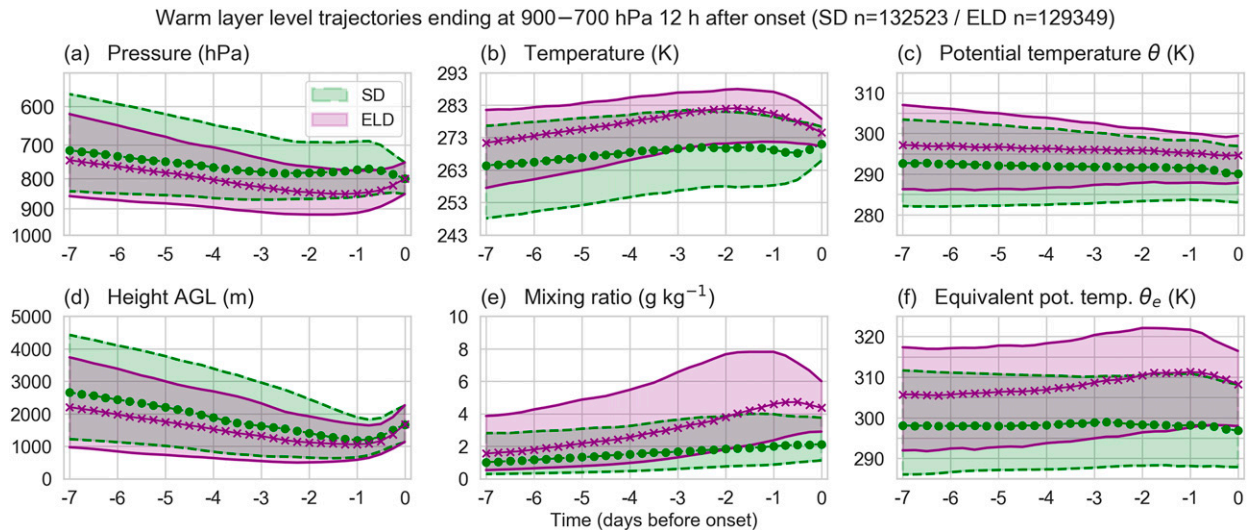 Warm layer level trajectories ending at 900−700 hPa 12 h after onset (SD n=132523 / ELD n=129349)
(a) Pressure (hPa)
(b) Temperature (K)
(c) Potential temperature θ (K)
600
700
800
900
1000
SD
ELD
-7 -6 -5 -4 -3 -2 -1 0
293
283
273
263
253
243
-7 -6 -5 -4 -3 -2 -1 0
310
300
290
280
-7 -6 -5 -4 -3 -2 -1 0
(d) Height AGL (m)
(e) Mixing ratio (g kg⁻¹)
(f) Equivalent pot. temp. θₑ (K)
5000
4000
3000
2000
1000
0
-7 -6 -5 -4 -3 -2 -1 0
10
8
6
4
2
0
-7 -6 -5 -4 -3 -2 -1 0
320
310
300
290
-7 -6 -5 -4 -3 -2 -1 0
Time (days before onset)